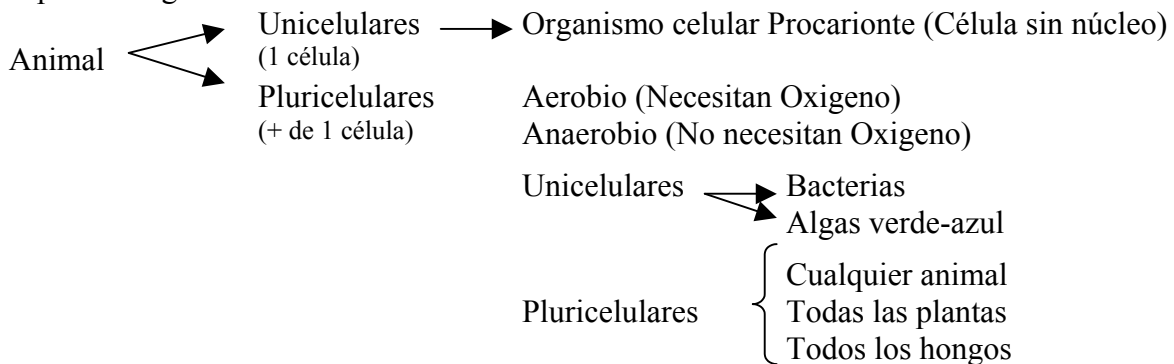 Animal
Unicelulares
(1 célula)
Organismo celular Procarionte (Célula sin núcleo)
Pluricelulares
(+ de 1 célula)
Aerobio (Necesitan Oxigeno)
Anaerobio (No necesitan Oxigeno)
Unicelulares
Bacterias
Algas verde-azul
Pluricelulares
Cualquier animal
Todas las plantas
Todos los hongos